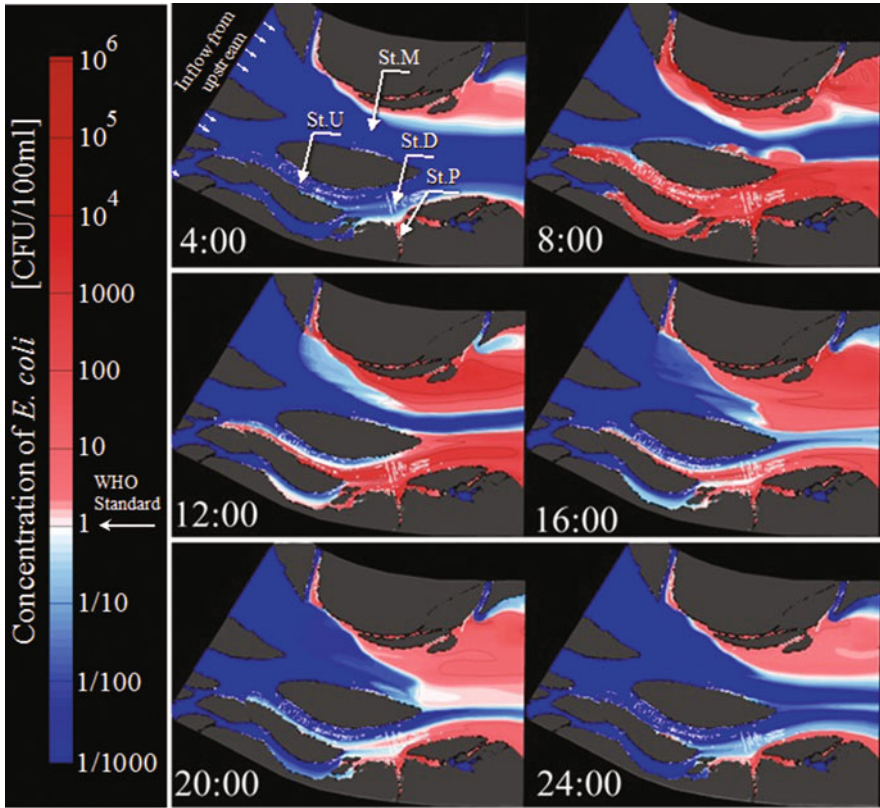 Concentration of E. coli [CFU/100ml]
10^6
10^5
10^4
1000
100
10
WHO
Standard
1
1/10
1/100
1/1000
Inflow from
upstream
St.M
St.U
St.D
St.P
4:00
8:00
12:00
16:00
20:00
24:00